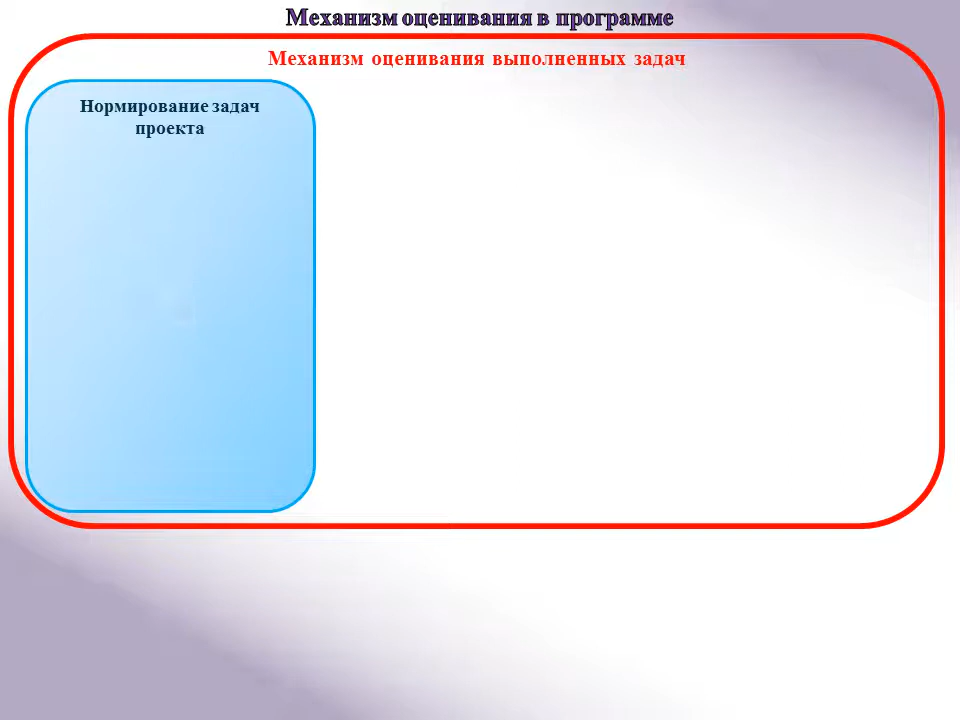 Механизм оценивания в программе
Механизм оценивания выполненных задач
Нормирование задач
проекта